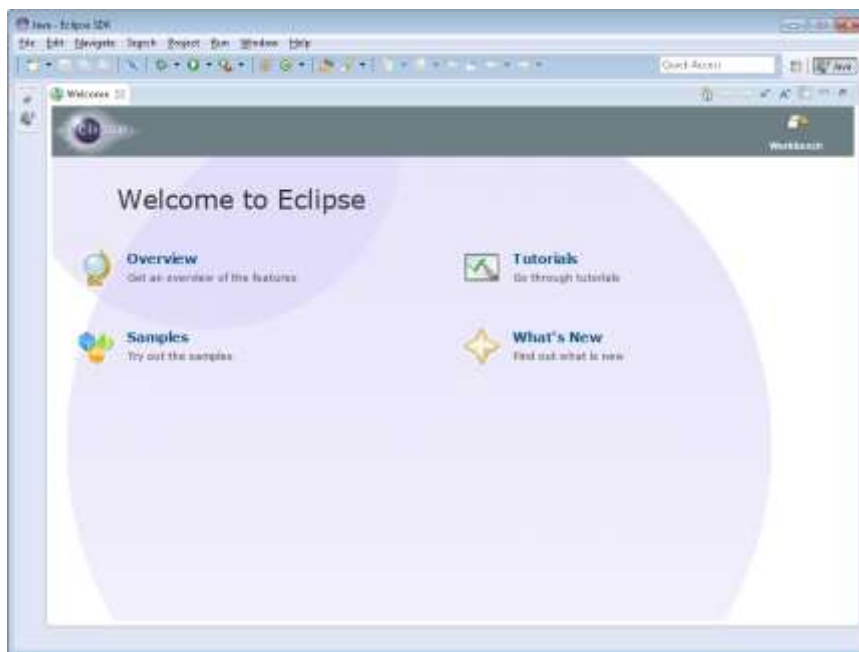 Java - Eclipse SDK
File Edit Navigate Search Project Run Window Help
Quick Access
Java
Welcome
Workbench
Welcome to Eclipse
Overview
Get an overview of the features
Tutorials
Go through tutorials
Samples
Try out the samples
What's New
Find out what is new